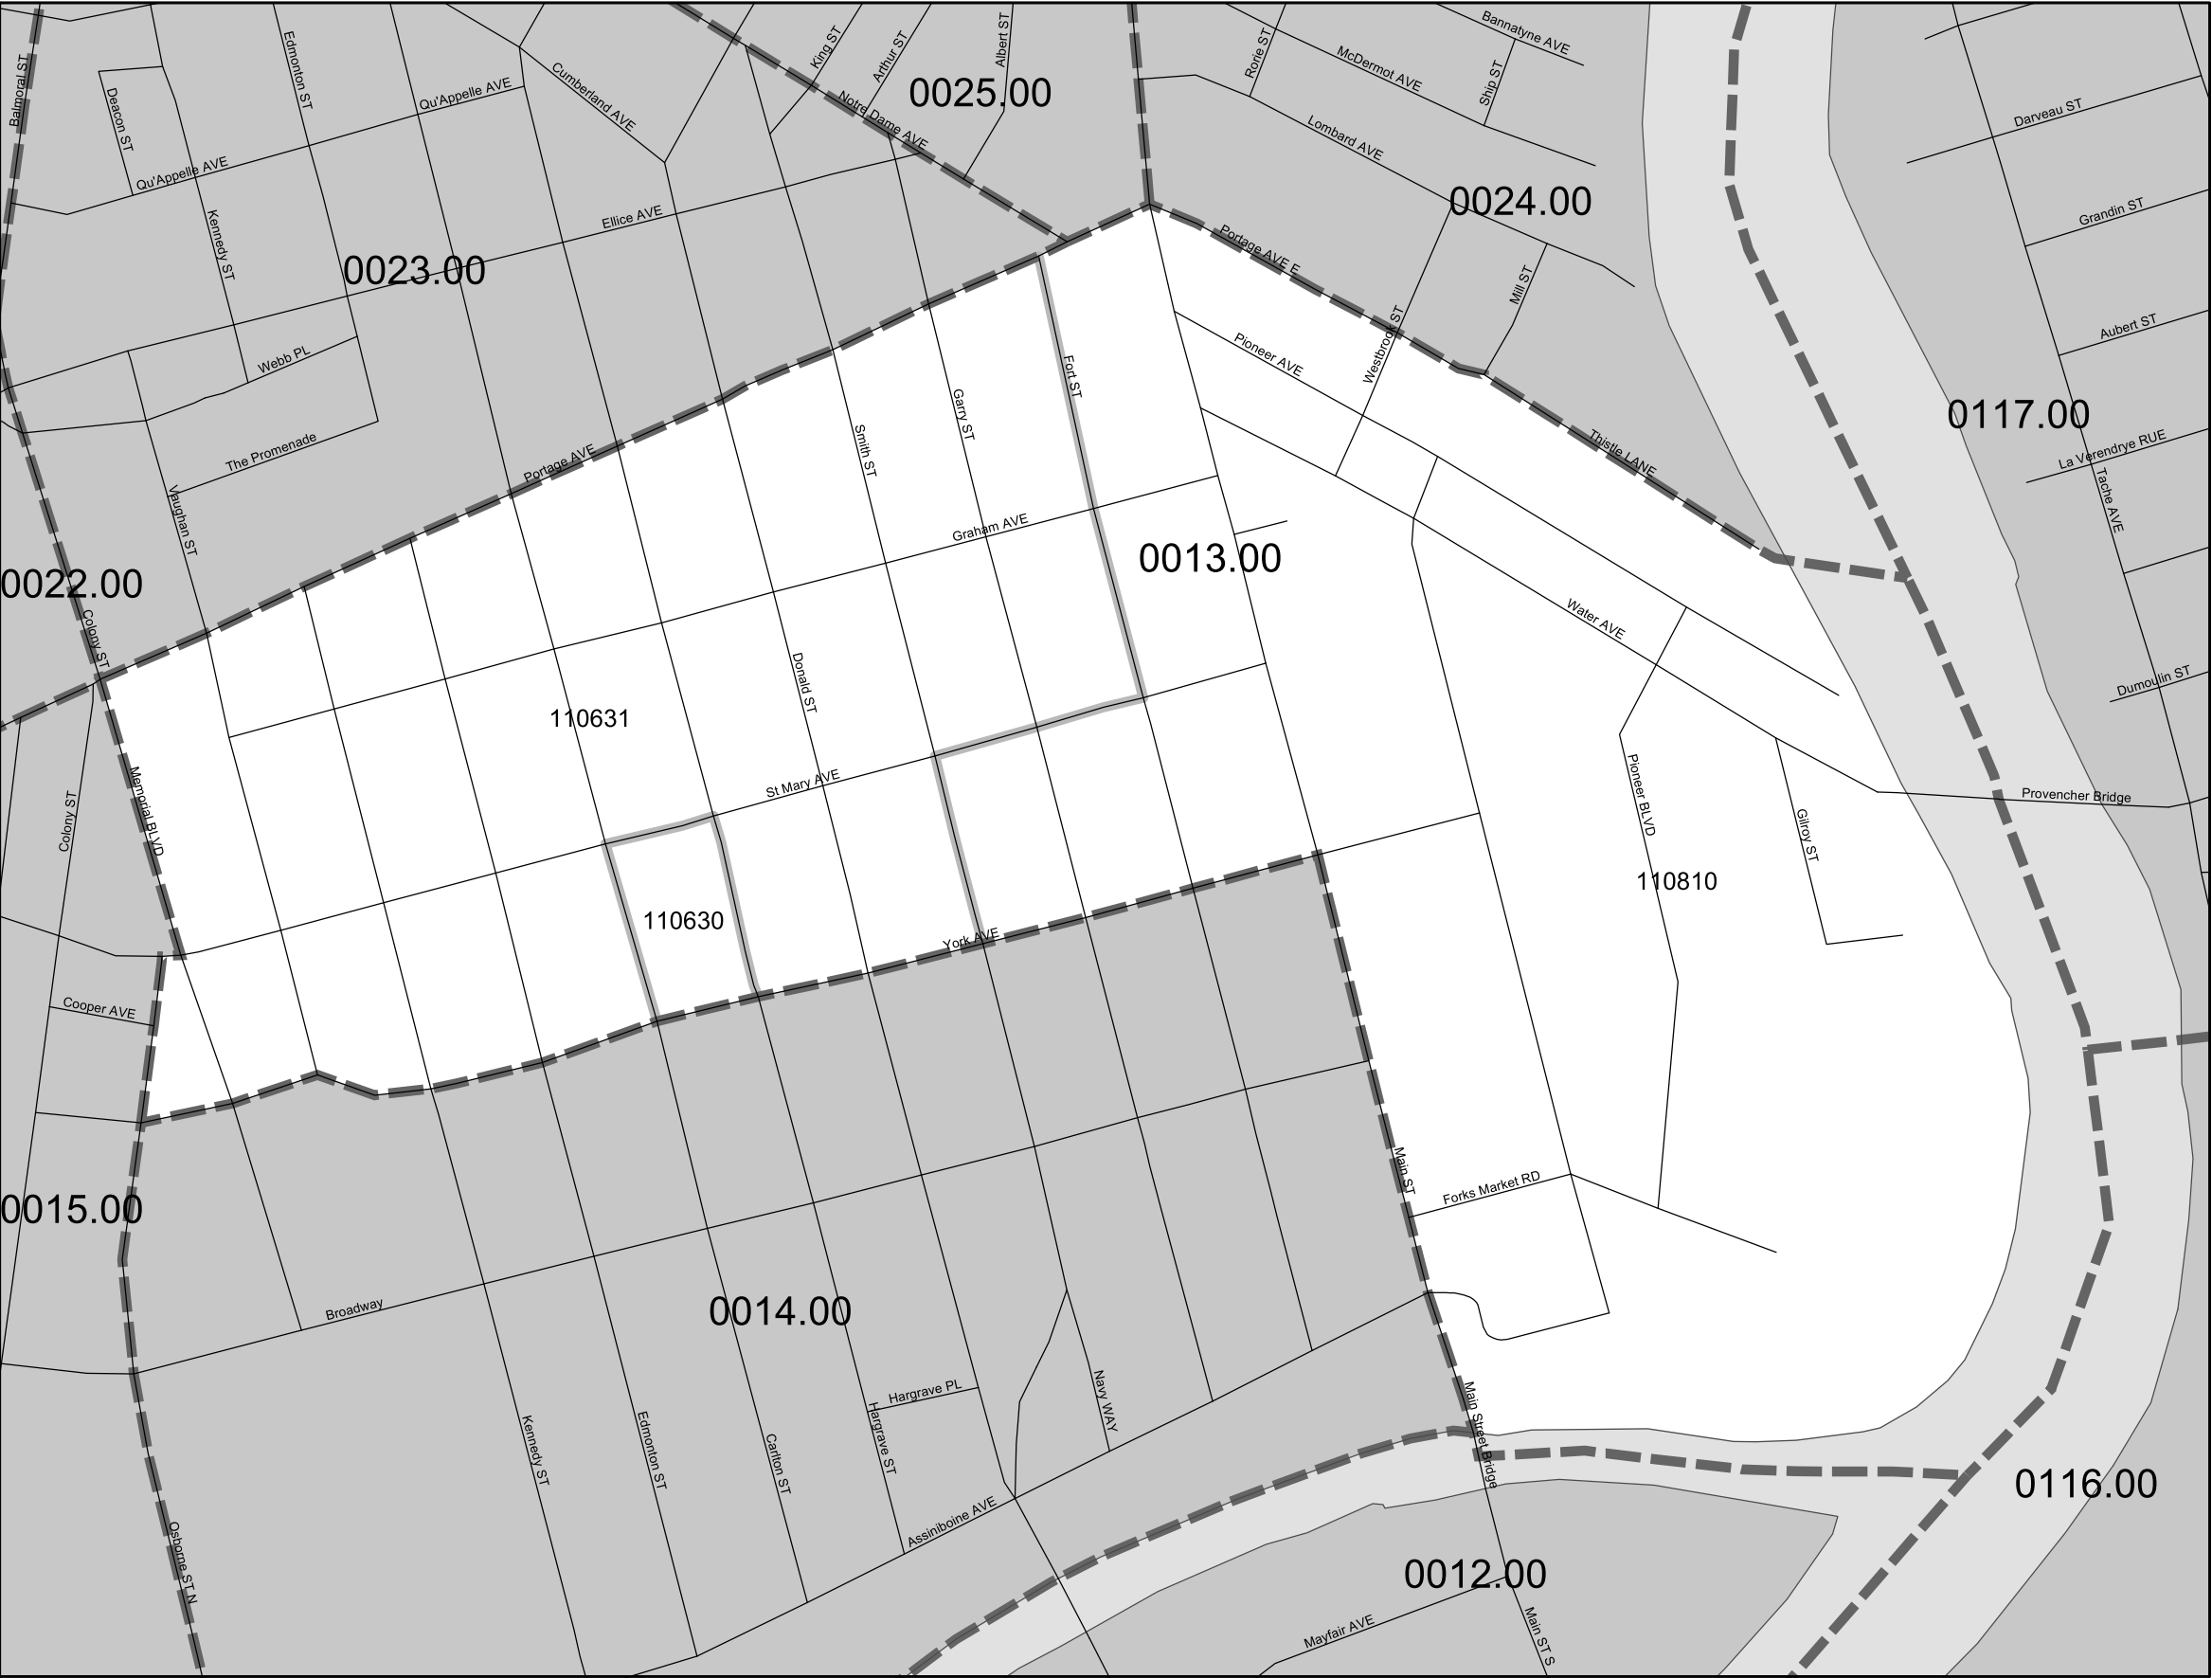 Balmoral ST
Deacon ST
Edmonton ST
Qu'Appelle AVE
Cumberland AVE
King ST
Arthur ST
Albert ST
0025.00
Notre Dame AVE
Rorie ST
McDermot AVE
Bannatyne AVE
Ship ST
Lombard AVE
Darveau ST
Qu'Appelle AVE
Kennedy ST
Ellice AVE
0024.00
Grandin ST
Portage AVE E
0023.00
Mill ST
Webb PL
Westbrook ST
Pioneer AVE
Aubert ST
Fort ST
Garry ST
0117.00
The Promenade
Portage AVE
Smith ST
Thistle LANE
La Verendrye RUE
Tache AVE
Vaughan ST
Graham AVE
0013.00
0022.00
Colony ST
Water AVE
Donald ST
Dumoulin ST
110631
St Mary AVE
Memorial BLVD
Colony ST
Pioneer BLVD
Gilroy ST
Provencher Bridge
110810
110630
York AVE
Cooper AVE
0015.00
Main ST
Forks Market RD
Broadway
0014.00
Hargrave PL
Navy WAY
Kennedy ST
Edmonton ST
Carlton ST
Hargrave ST
Main Street Bridge
0116.00
Assiniboine AVE
Osborne ST N
0012.00
Mayfair AVE
Main ST S